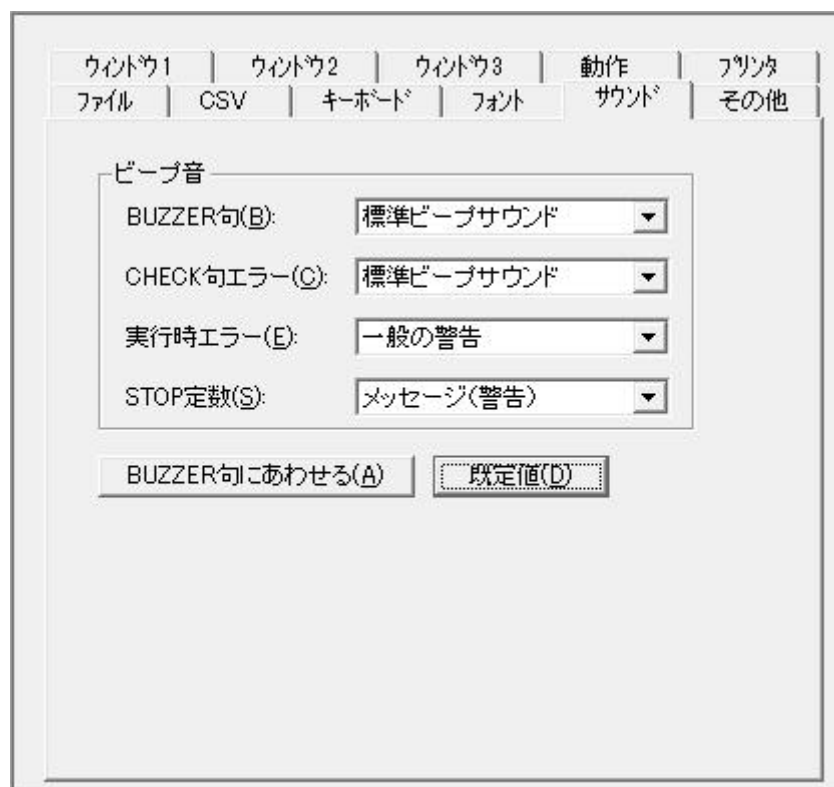 ｳｨﾝﾄﾞｳ1 ｳｨﾝﾄﾞｳ2 ｳｨﾝﾄﾞｳ3 動作 ﾌﾟﾘﾝﾀ
ﾌｧｲﾙ CSV ｷｰﾎﾞｰﾄﾞ ﾌｫﾝﾄ ｻｳﾝﾄﾞ その他
ビープ音
BUZZER句(B): 標準ビープサウンド
CHECK句エラー(C): 標準ビープサウンド
実行時エラー(E): 一般の警告
STOP定数(S): メッセージ(警告)
BUZZER句にあわせる(A) 既定値(D)